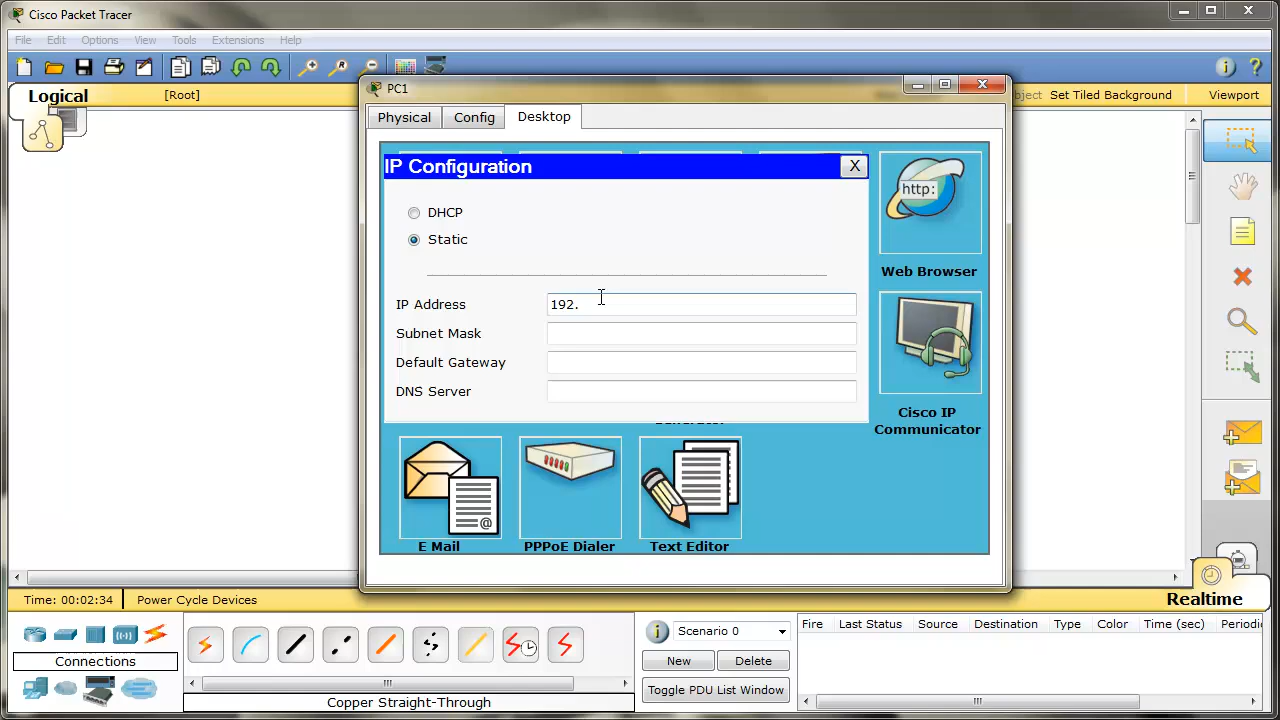 Cisco Packet Tracer
File Edit Options View Tools Extensions Help
Logical [Root] Set Tiled Background Viewport
PC1
Physical Config Desktop
IP Configuration X
http:
DHCP
Static
Web Browser
IP Address 192.
Subnet Mask
Default Gateway
DNS Server
Cisco IP
Communicator
@
E Mail PPPoE Dialer Text Editor
Time: 00:02:34 Power Cycle Devices Realtime
Scenario 0
Fire Last Status Source Destination Type Color Time (sec) Periodic
Connections
New Delete
Toggle PDU List Window
Copper Straight-Through